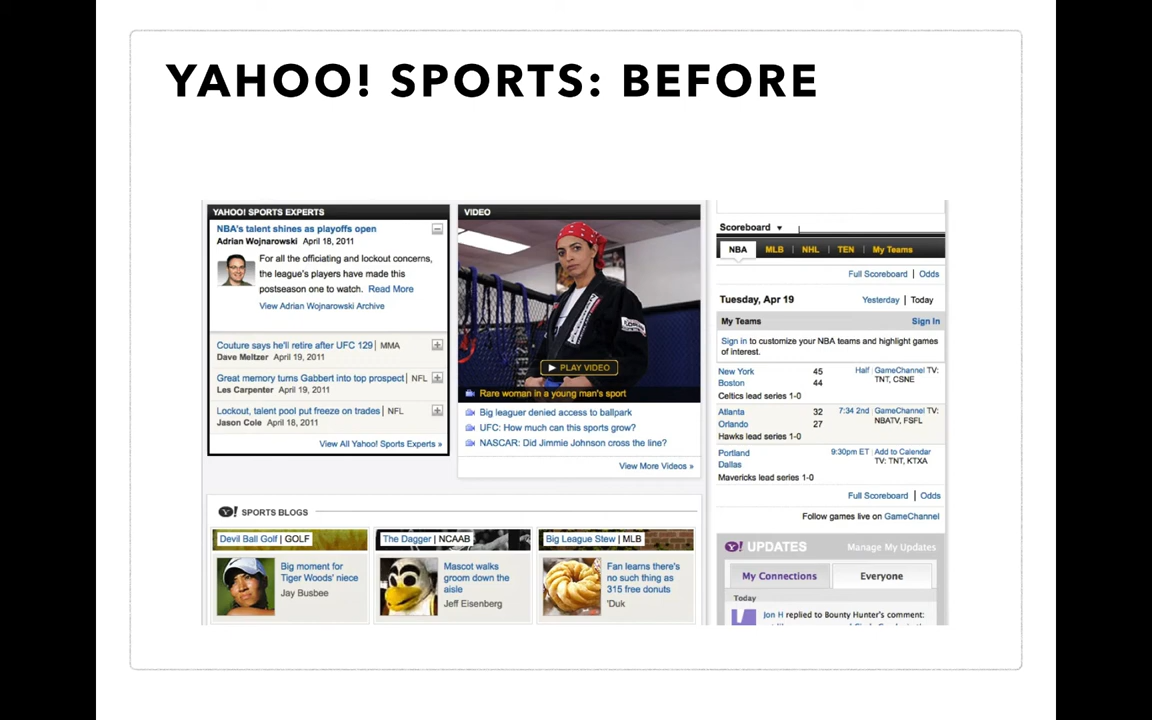 YAHOO! SPORTS: BEFORE
YAHOO! SPORTS EXPERTS
NBA's talent shines as playoffs open
Adrian Wojnarowski April 18, 2011
For all the officiating and lockout concerns,
the league's players have made this
postseason one to watch. Read More
View Adrian Wojnarowski Archive
Couture says he'll retire after UFC 129 | MMA
Dave Meltzer April 19, 2011
Great memory turns Gabbert into top prospect | NFL
Les Carpenter April 19, 2011
Lockout, talent pool put freeze on trades | NFL
Jason Cole April 18, 2011
View All Yahoo! Sports Experts »
VIDEO
PLAY VIDEO
Rare woman in a young man's sport
Big leaguer denied access to ballpark
UFC: How much can this sports grow?
NASCAR: Did Jimmie Johnson cross the line?
View More Videos »
Y! SPORTS BLOGS
Devil Ball Golf | GOLF
Big moment for
Tiger Woods' niece
Jay Busbee
The Dagger | NCAAB
Mascot walks
groom down the
aisle
Jeff Eisenberg
Big League Stew | MLB
Fan learns there's
no such thing as
315 free donuts
'Duk
Scoreboard ▼
NBA MLB | NHL | TEN | My Teams
Full Scoreboard | Odds
Tuesday, Apr 19 Yesterday | Today
My Teams Sign In
Sign in to customize your NBA teams and highlight games
of interest.
New York 45 Half | GameChannel TV:
Boston 44 TNT, CSNE
Celtics lead series 1-0
Atlanta 32 7:34 2nd | GameChannel TV:
Orlando 27 NBATV, FSFL
Hawks lead series 1-0
Portland 9:30pm ET | Add to Calendar
Dallas TV: TNT, KTXA
Mavericks lead series 1-0
Full Scoreboard | Odds
Follow games live on GameChannel
Y! UPDATES Manage My Updates
My Connections Everyone
Today
Jon H replied to Bounty Hunter's comment: